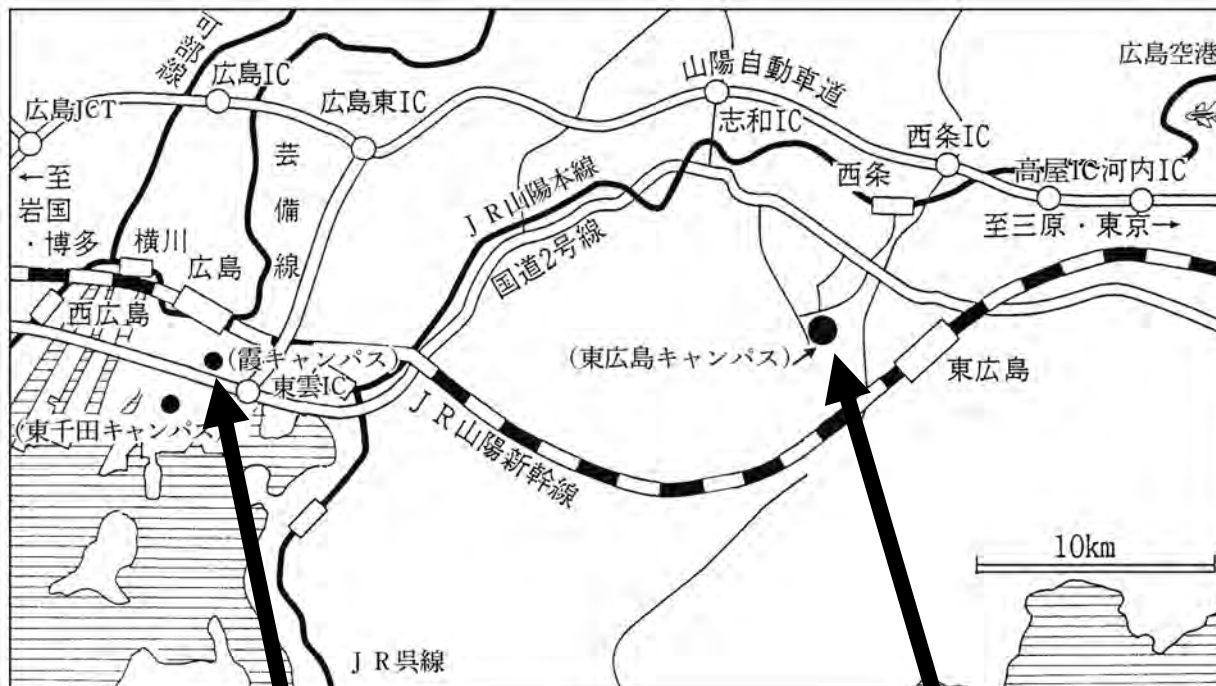 可部線
広島IC
広島JCT
広島東IC
芸備線
←至
岩国
・博多
横川
広島
西広島
(霞キャンパス)
東雲IC
(東千田キャンパス)
JR山陽本線
国道2号線
JR山陽新幹線
JR呉線
山陽自動車道
志和IC
西条IC
西条
高屋IC
河内IC
至三原・東京→
広島空港
(東広島キャンパス)
東広島
10km